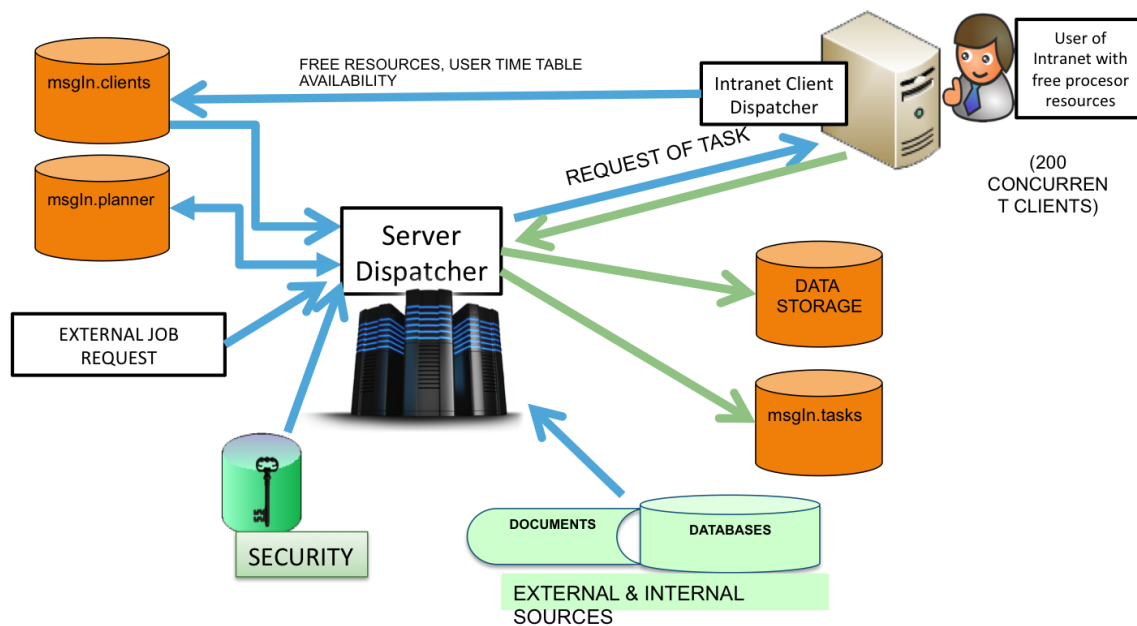 msgIn.clients
FREE RESOURCES, USER TIME TABLE
AVAILABILITY
Intranet Client
Dispatcher
User of
Intranet with
free procesor
resources
REQUEST OF TASK
(200
CONCURREN
T CLIENTS)
msgIn.planner
Server
Dispatcher
DATA
STORAGE
EXTERNAL JOB
REQUEST
msgIn.tasks
SECURITY
DOCUMENTS
DATABASES
EXTERNAL & INTERNAL
SOURCES